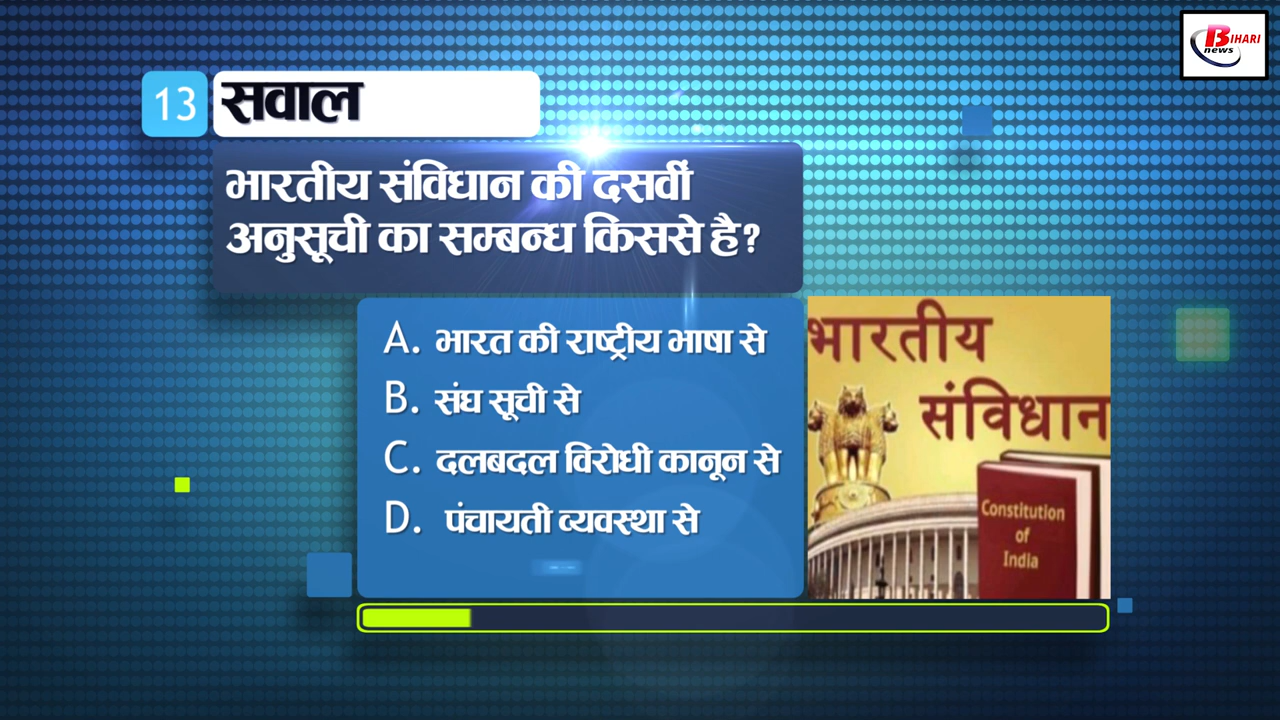 BIHARI
news
13 सवाल
भारतीय संविधान की दसवीं
अनुसूची का सम्बन्ध किससे है?
A. भारत की राष्ट्रीय भाषा से
B. संघ सूची से
C. दलबदल विरोधी कानून से
D. पंचायती व्यवस्था से
भारतीय
संविधान
Constitution
of
India